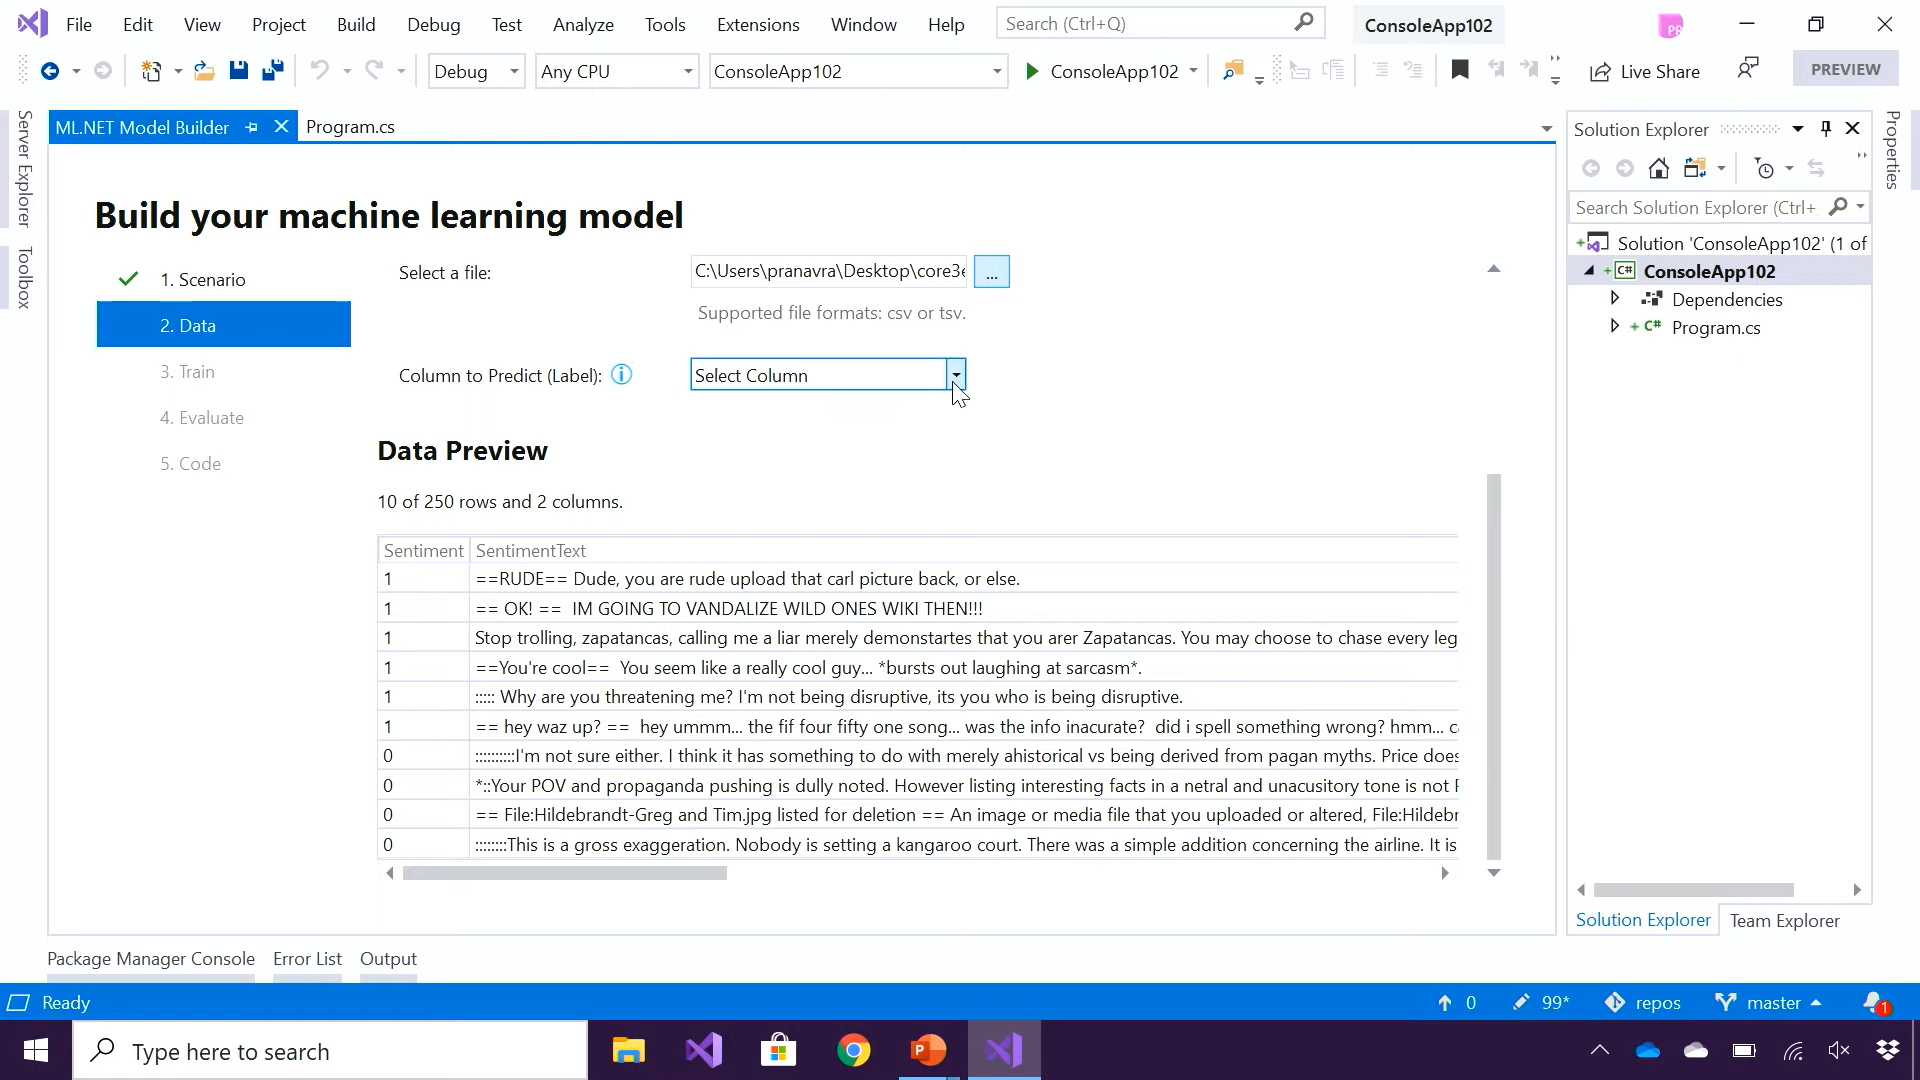 File Edit View Project Build Debug Test Analyze Tools Extensions Window Help Search (Ctrl+Q) ConsoleApp102
Debug Any CPU ConsoleApp102 ConsoleApp102 Live Share PREVIEW
Server Explorer
Toolbox
ML.NET Model Builder Program.cs
Build your machine learning model
1. Scenario
2. Data
3. Train
4. Evaluate
5. Code
Select a file: C:\Users\pranavra\Desktop\core3e ...
Supported file formats: csv or tsv.
Column to Predict (Label): Select Column
Data Preview
10 of 250 rows and 2 columns.
Sentiment SentimentText
1 ==RUDE== Dude, you are rude upload that carl picture back, or else.
1 == OK! == IM GOING TO VANDALIZE WILD ONES WIKI THEN!!!
1 Stop trolling, zapatancas, calling me a liar merely demonstartes that you arer Zapatancas. You may choose to chase every leg
1 ==You're cool== You seem like a really cool guy... *bursts out laughing at sarcasm*.
1 ::::: Why are you threatening me? I'm not being disruptive, its you who is being disruptive.
1 == hey waz up? == hey ummm... the fif four fifty one song... was the info inacurate? did i spell something wrong? hmm... ca
0 ::::::::::I'm not sure either. I think it has something to do with merely ahistorical vs being derived from pagan myths. Price does
0 *::Your POV and propaganda pushing is dully noted. However listing interesting facts in a netral and unacusitory tone is not
0 == File:Hildebrandt-Greg and Tim.jpg listed for deletion == An image or media file that you uploaded or altered, File:Hildebr
0 ::::::::This is a gross exaggeration. Nobody is setting a kangaroo court. There was a simple addition concerning the airline. It is
Solution Explorer
Search Solution Explorer (Ctrl+
Solution 'ConsoleApp102' (1 of
C# ConsoleApp102
Dependencies
C# Program.cs
Solution Explorer Team Explorer
Properties
Package Manager Console Error List Output
Ready 0 99* repos master 1
Type here to search